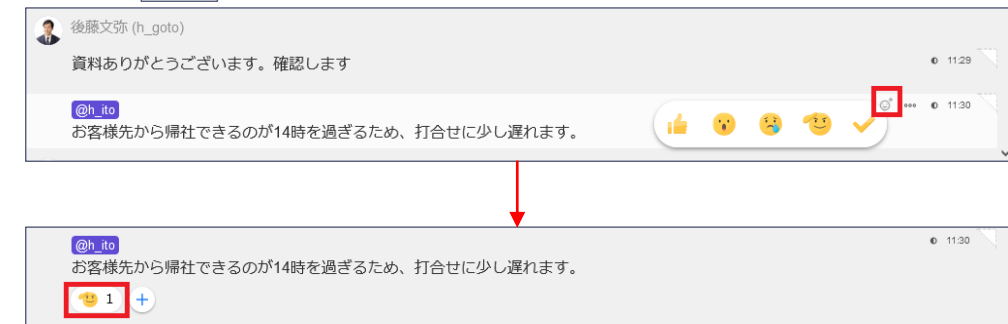 後藤文弥 (h_goto)
資料ありがとうございます。確認します
11:29
@h_ito
11:30
お客様先から帰社できるのが14時を過ぎるため、打合せに少し遅れます。
@h_ito
11:30
お客様先から帰社できるのが14時を過ぎるため、打合せに少し遅れます。
1